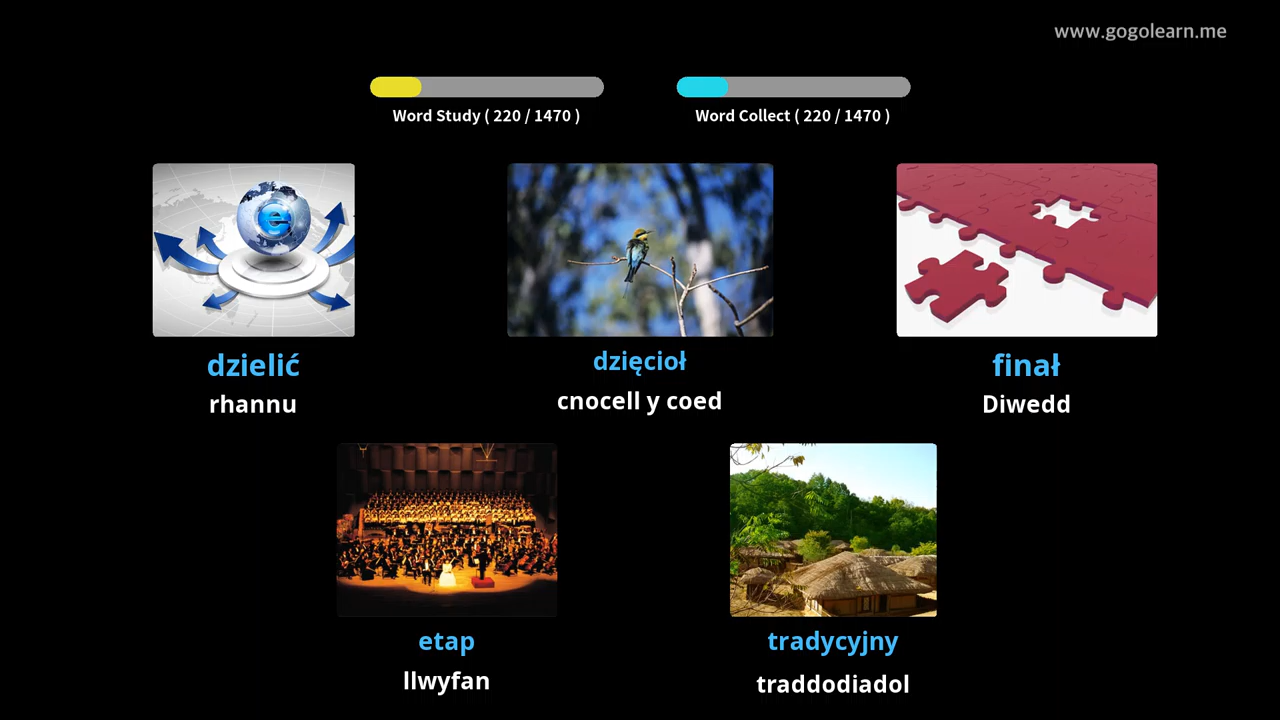 www.gogolearn.me
Word Study ( 220 / 1470 )
Word Collect ( 220 / 1470 )
e
dzielić
rhannu
dzięcioł
cnocell y coed
finał
Diwedd
etap
llwyfan
tradycyjny
traddodiadol